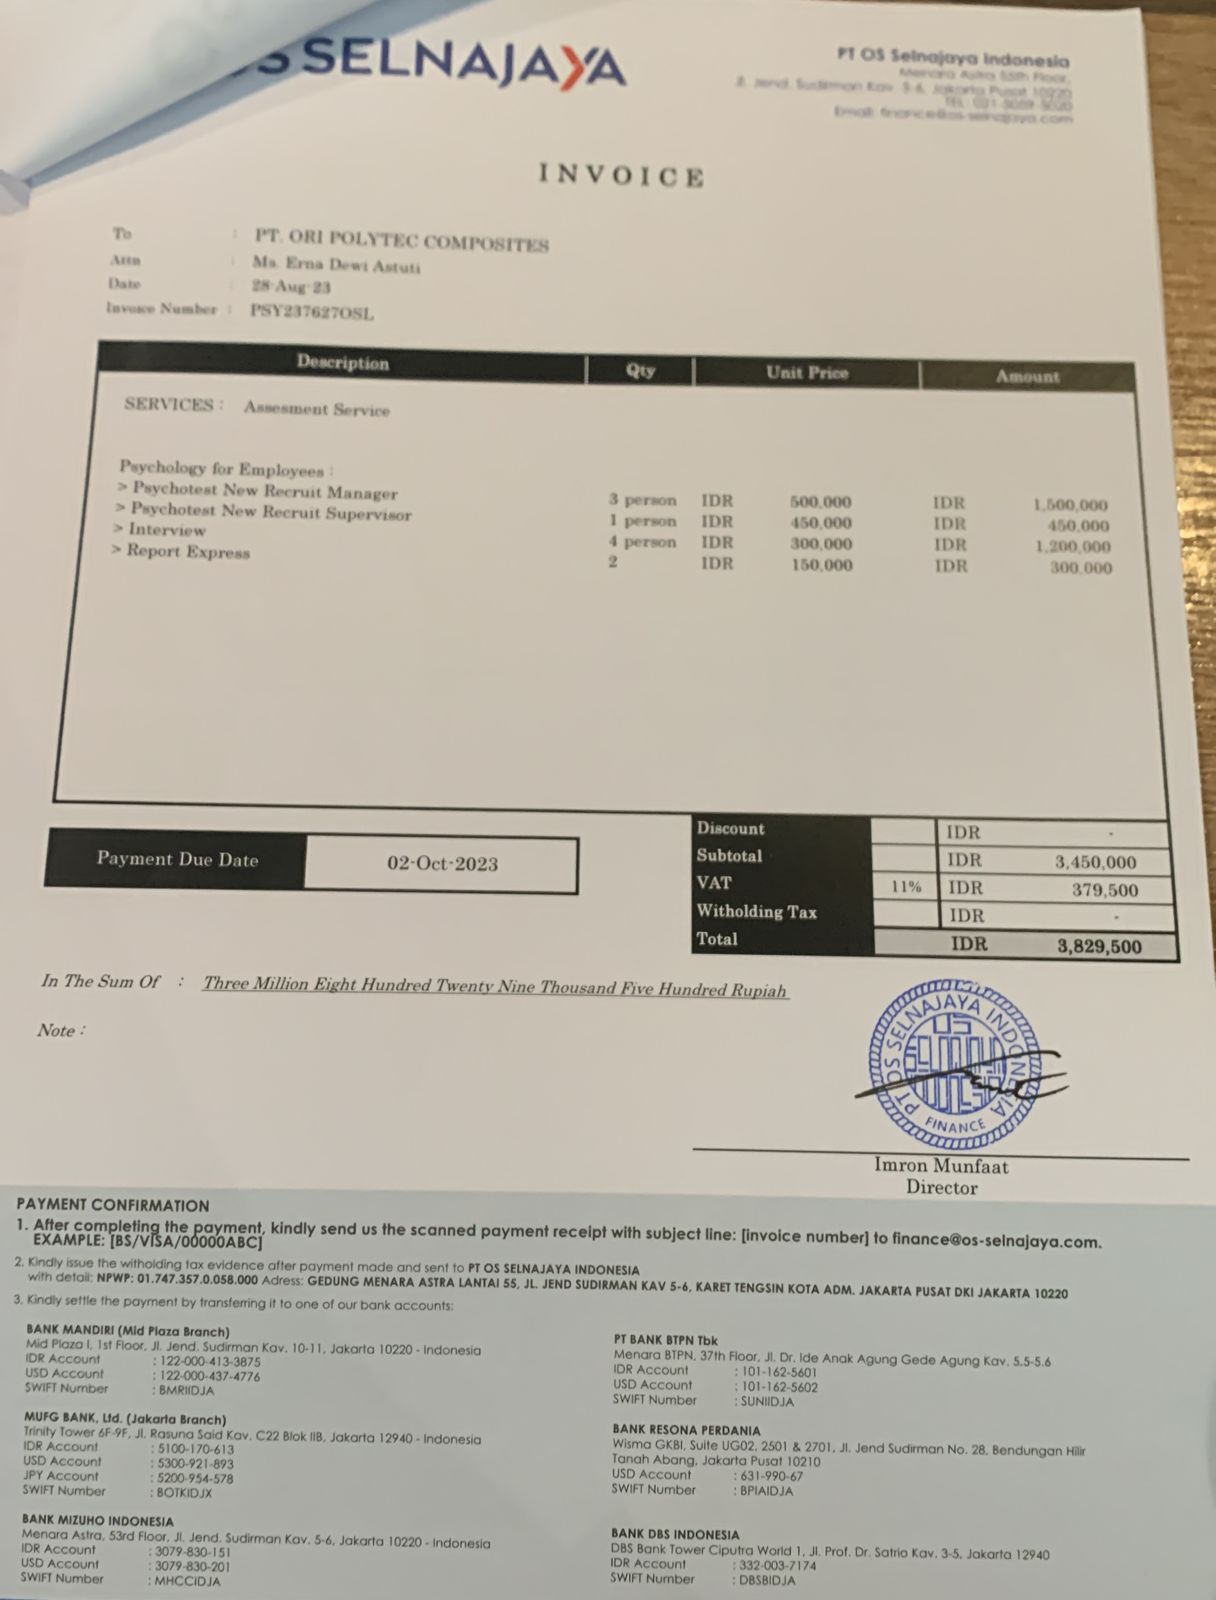 OS SELNAJAYA
PT OS Selnajaya Indonesia
Menara Astra 55th Floor,
Jl. Jend. Sudirman Kav 5-6, Jakarta Pusat 10220
Email: finance@os-selnajaya.com
INVOICE
To : PT. ORI POLYTEC COMPOSITES
Attn : Ms. Erna Dewi Astuti
Date : 28-Aug-23
Invoice Number : PSY237627OSL
Description Qty Unit Price Amount
SERVICES : Assesment Service
Psychology for Employees :
> Psychotest New Recruit Manager 3 person IDR 500,000 IDR 1,500,000
> Psychotest New Recruit Supervisor 1 person IDR 450,000 IDR 450,000
> Interview 4 person IDR 300,000 IDR 1,200,000
> Report Express 2 IDR 150,000 IDR 300,000
Discount IDR -
Subtotal IDR 3,450,000
VAT 11% IDR 379,500
Witholding Tax IDR -
Total IDR 3,829,500
Payment Due Date 02-Oct-2023
In The Sum Of : Three Million Eight Hundred Twenty Nine Thousand Five Hundred Rupiah
Note :
PT OS SELNAJAYA INDONESIA
OS
SELNAJAYA
FINANCE
Imron Munfaat
Director
PAYMENT CONFIRMATION
1. After completing the payment, kindly send us the scanned payment receipt with subject line: [invoice number] to finance@os-selnajaya.com.
EXAMPLE: [BS/VISA/00000ABC]
2. Kindly issue the witholding tax evidence after payment made and sent to PT OS SELNAJAYA INDONESIA
with detail: NPWP: 01.747.357.0.058.000 Adress: GEDUNG MENARA ASTRA LANTAI 55, JL. JEND SUDIRMAN KAV 5-6, KARET TENGSIN KOTA ADM. JAKARTA PUSAT DKI JAKARTA 10220
3. Kindly settle the payment by transferring it to one of our bank accounts:
BANK MANDIRI (Mid Plaza Branch)
Mid Plaza I, 1st Floor, Jl. Jend. Sudirman Kav. 10-11, Jakarta 10220 - Indonesia
IDR Account : 122-000-413-3875
USD Account : 122-000-437-4776
SWIFT Number : BMRIIDJA
MUFG BANK, Ltd. (Jakarta Branch)
Trinity Tower 6F-9F, Jl. Rasuna Said Kav. C22 Blok IIB, Jakarta 12940 - Indonesia
IDR Account : 5100-170-613
USD Account : 5300-921-893
JPY Account : 5200-954-578
SWIFT Number : BOTKIDJX
BANK MIZUHO INDONESIA
Menara Astra, 53rd Floor, Jl. Jend. Sudirman Kav. 5-6, Jakarta 10220 - Indonesia
IDR Account : 3079-830-151
USD Account : 3079-830-201
SWIFT Number : MHCCIDJA
PT BANK BTPN Tbk
Menara BTPN, 37th Floor, Jl. Dr. Ide Anak Agung Gede Agung Kav. 5.5-5.6
IDR Account : 101-162-5601
USD Account : 101-162-5602
SWIFT Number : SUNIIDJA
BANK RESONA PERDANIA
Wisma GKBI, Suite UG02, 2501 & 2701, Jl. Jend Sudirman No. 28, Bendungan Hilir
Tanah Abang, Jakarta Pusat 10210
USD Account : 631-990-67
SWIFT Number : BPIAIDJA
BANK DBS INDONESIA
DBS Bank Tower Ciputra World 1, Jl. Prof. Dr. Satrio Kav. 3-5, Jakarta 12940
IDR Account : 332-003-7174
SWIFT Number : DBSBIDJA